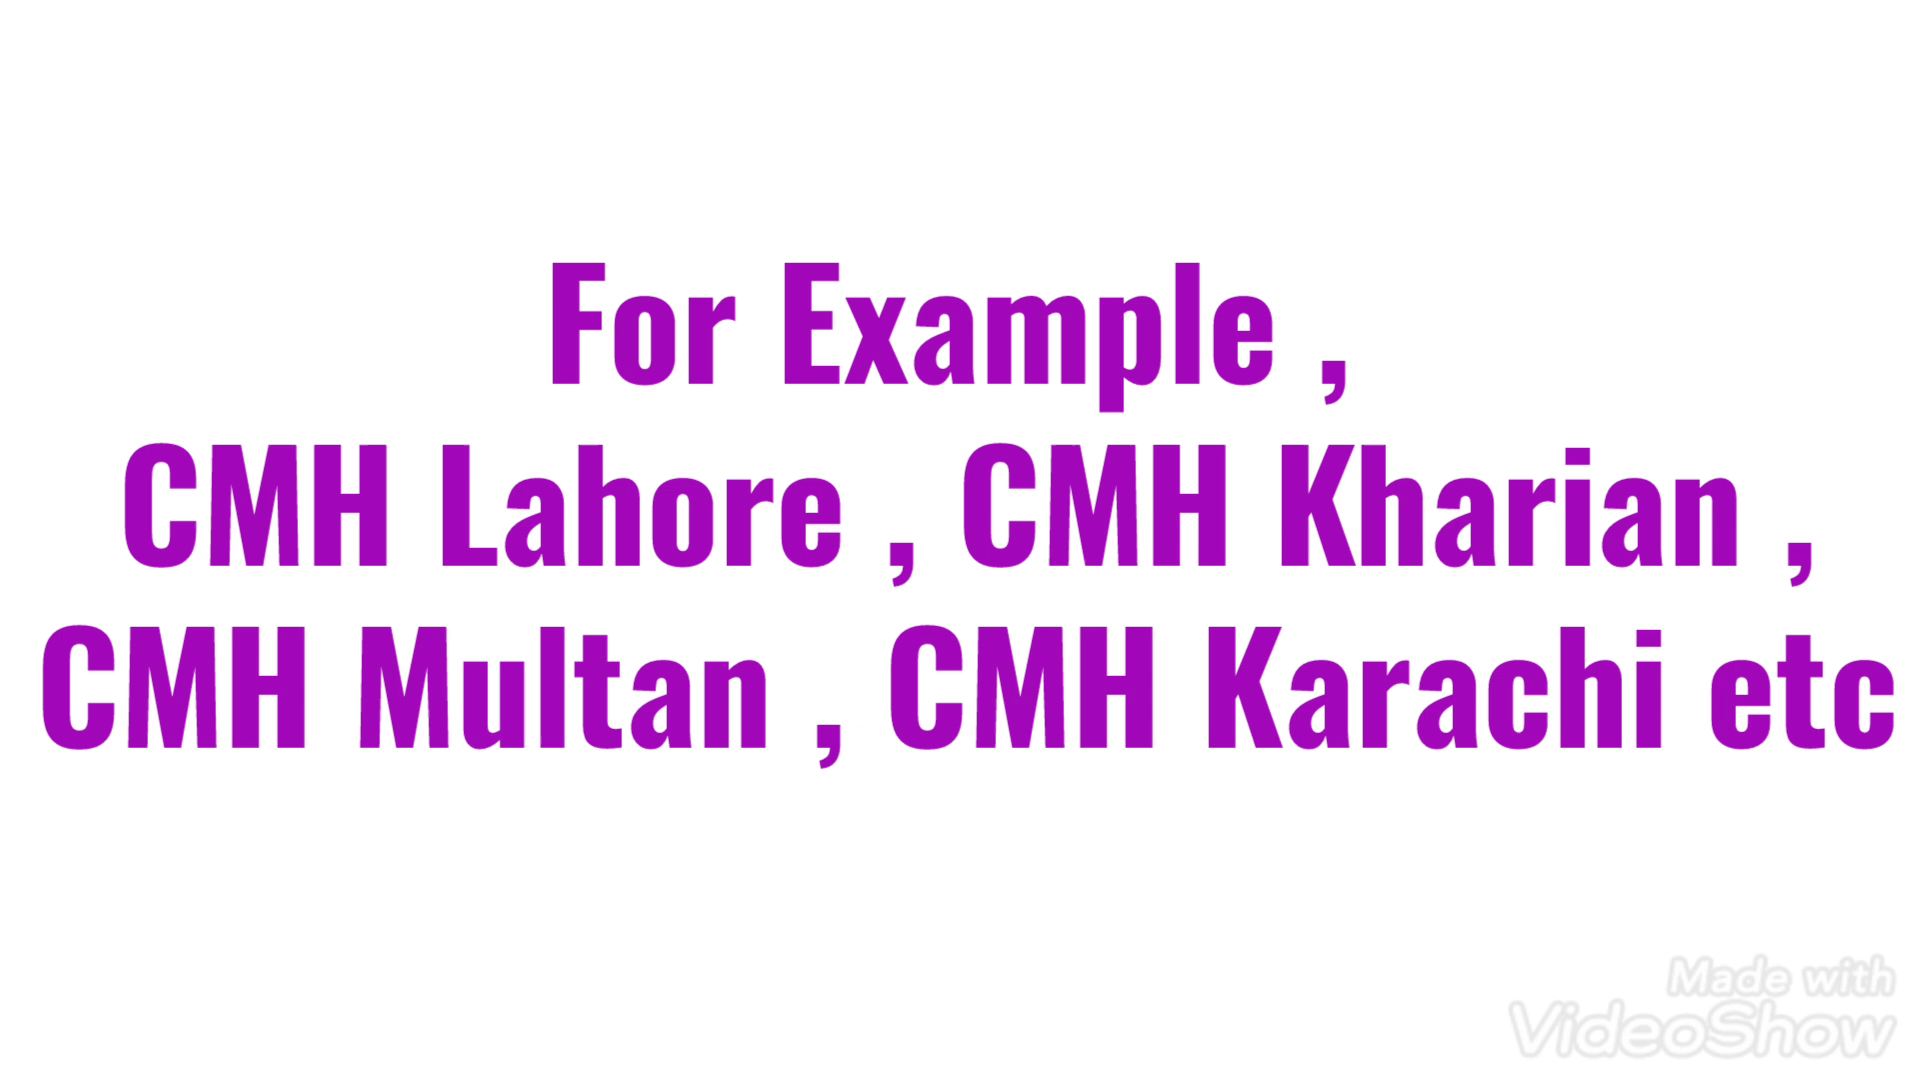 For Example ,
CMH Lahore , CMH Kharian ,
CMH Multan , CMH Karachi etc
Made with
VideoShow